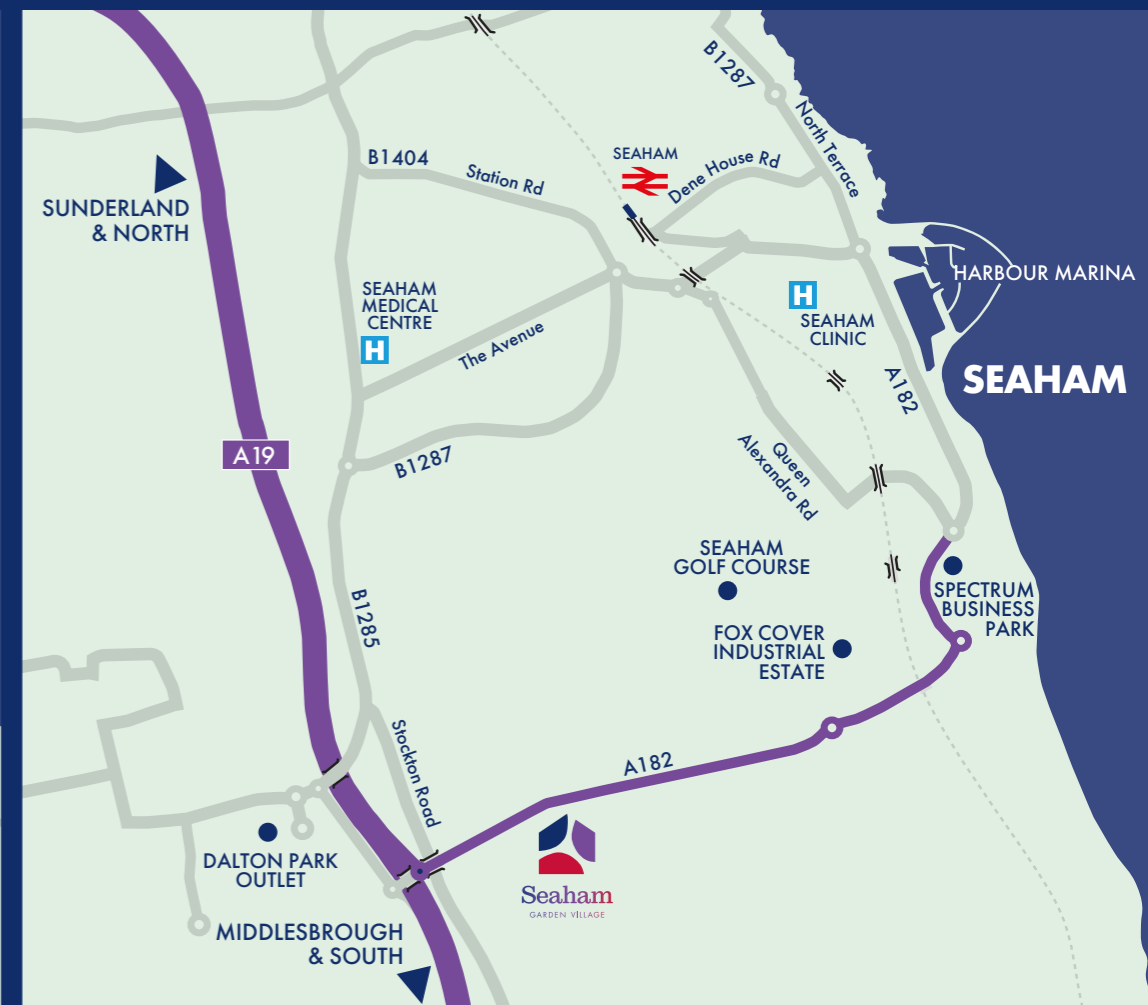 B1287
North Terrace
B1404
Station Rd
SEAHAM
Dene House Rd
SUNDERLAND
& NORTH
HARBOUR MARINA
SEAHAM
MEDICAL
CENTRE
H
H
SEAHAM
CLINIC
The Avenue
A182
SEAHAM
A19
B1287
Queen
Alexandra Rd
SEAHAM
GOLF COURSE
SPECTRUM
BUSINESS
PARK
B1285
FOX COVER
INDUSTRIAL
ESTATE
Stockton Road
A182
DALTON PARK
OUTLET
Seaham
GARDEN VILLAGE
MIDDLESBROUGH
& SOUTH